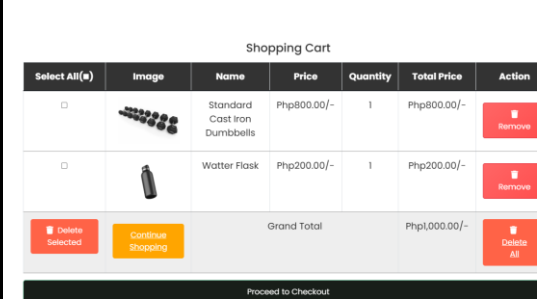 Shopping Cart
Select All(■) Image Name Price Quantity Total Price Action
Standard Php800.00/- 1 Php800.00/-
Cast Iron
Dumbbells
Remove
Watter Flask Php200.00/- 1 Php200.00/-
Remove
Delete
Selected
Continue
Shopping
Grand Total Php1,000.00/-
Delete
All
Proceed to Checkout